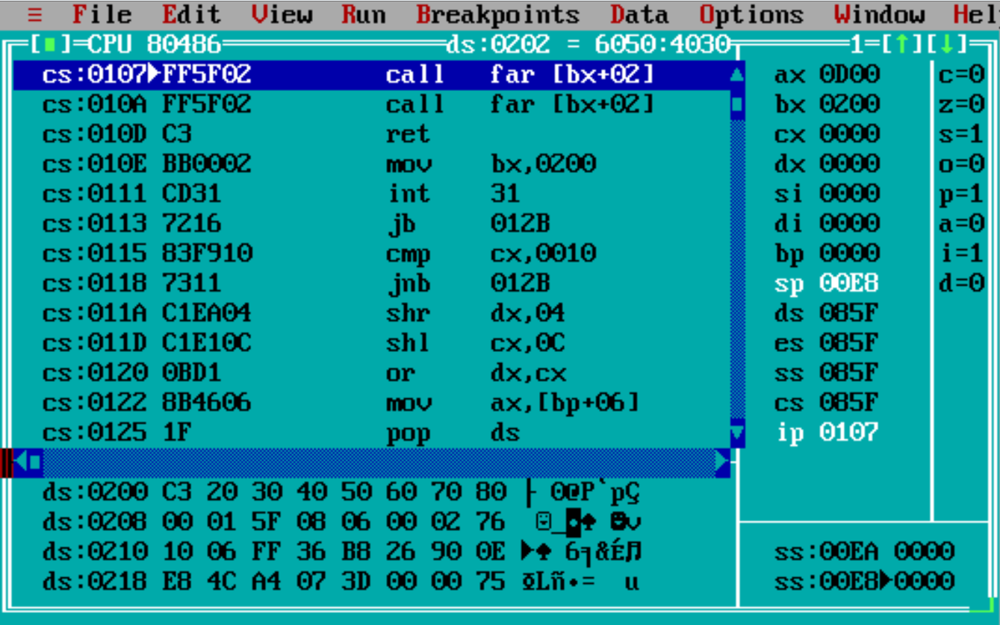 ≡ File Edit View Run Breakpoints Data Options Window Hel
[■]=CPU 80486 ds:0202 = 6050:4030 1=[↑][↓]
cs:0107►FF5F02 call far [bx+02] ax 0D00 c=0
cs:010A FF5F02 call far [bx+02] bx 0200 z=0
cs:010D C3 ret cx 0000 s=1
cs:010E BB0002 mov bx,0200 dx 0000 o=0
cs:0111 CD31 int 31 si 0000 p=1
cs:0113 7216 jb 012B di 0000 a=0
cs:0115 83F910 cmp cx,0010 bp 0000 i=1
cs:0118 7311 jnb 012B sp 00E8 d=0
cs:011A C1EA04 shr dx,04 ds 085F
cs:011D C1E10C shl cx,0C es 085F
cs:0120 0BD1 or dx,cx ss 085F
cs:0122 8B4606 mov ax,[bp+06] cs 085F
cs:0125 1F pop ds ip 0107
ds:0200 C3 20 30 40 50 60 70 80 ├ 0@P`pÇ
ds:0208 00 01 5F 08 06 00 02 76 ☺_◘♠ ☻v
ds:0210 10 06 FF 36 B8 26 90 0E ►♠ 6╕&É♫
ss:00EA 0000
ds:0218 E8 4C A4 07 3D 00 00 75 ΦLñ•= u
ss:00E8►0000